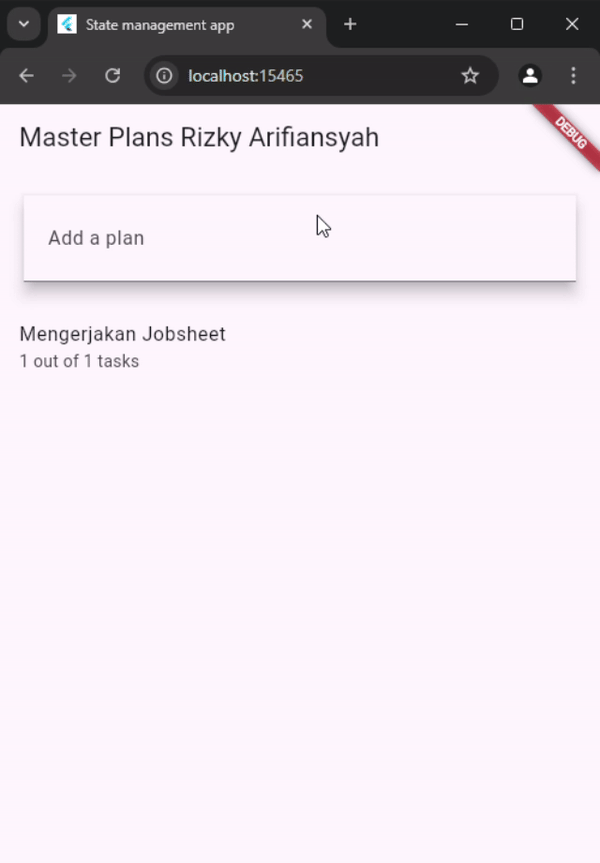 State management app
localhost:15465
DEBUG
Master Plans Rizky Arifiansyah
Add a plan
Mengerjakan Jobsheet
1 out of 1 tasks